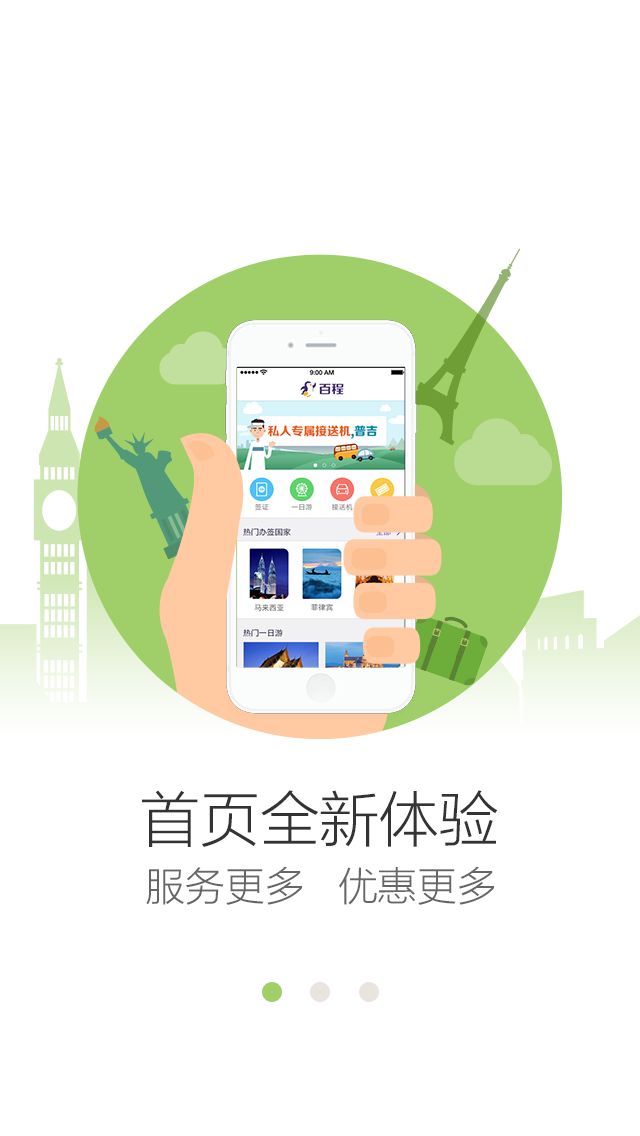 9:00 AM
百程
私人专属接送机,普吉
签证 一日游 接送机
热门办签国家
马来西亚 菲律宾
热门一日游
首页全新体验
服务更多 优惠更多